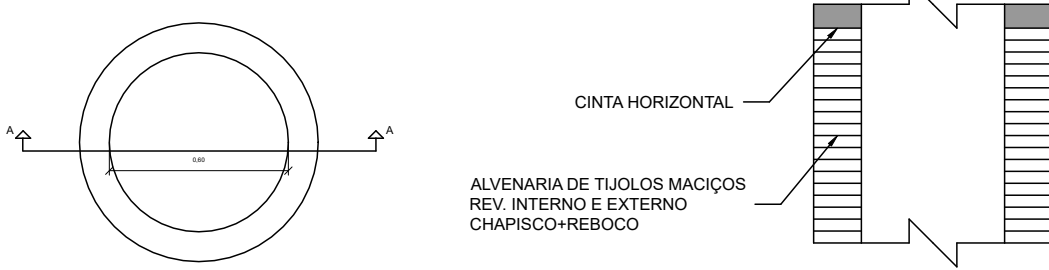 A
A
0,60
CINTA HORIZONTAL
ALVENARIA DE TIJOLOS MACIÇOS
REV. INTERNO E EXTERNO
CHAPISCO+REBOCO